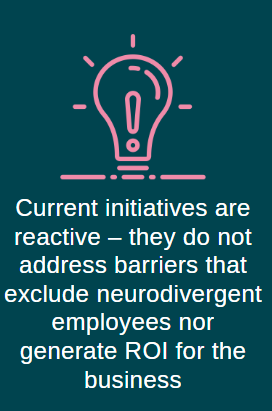 Current initiatives are
reactive – they do not
address barriers that
exclude neurodivergent
employees nor
generate ROI for the
business